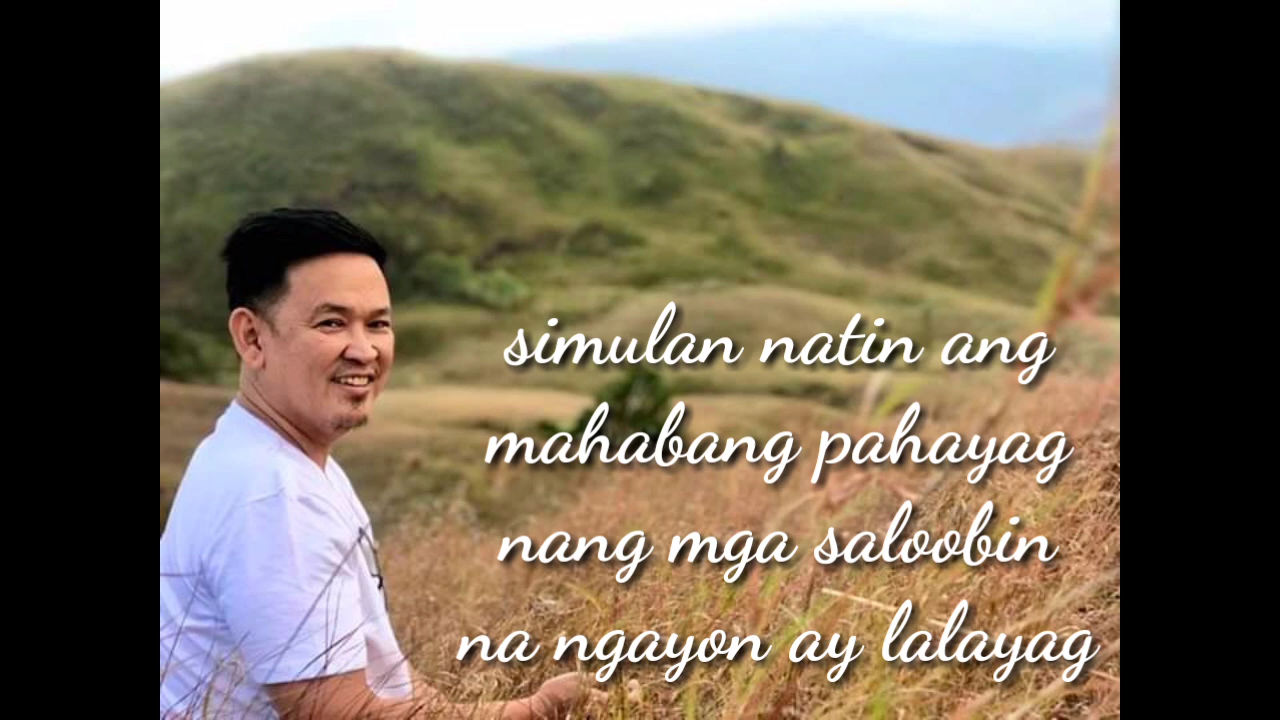 simulan natin ang
mahabang pahayag
nang mga saloobin
na ngayon ay lalayag